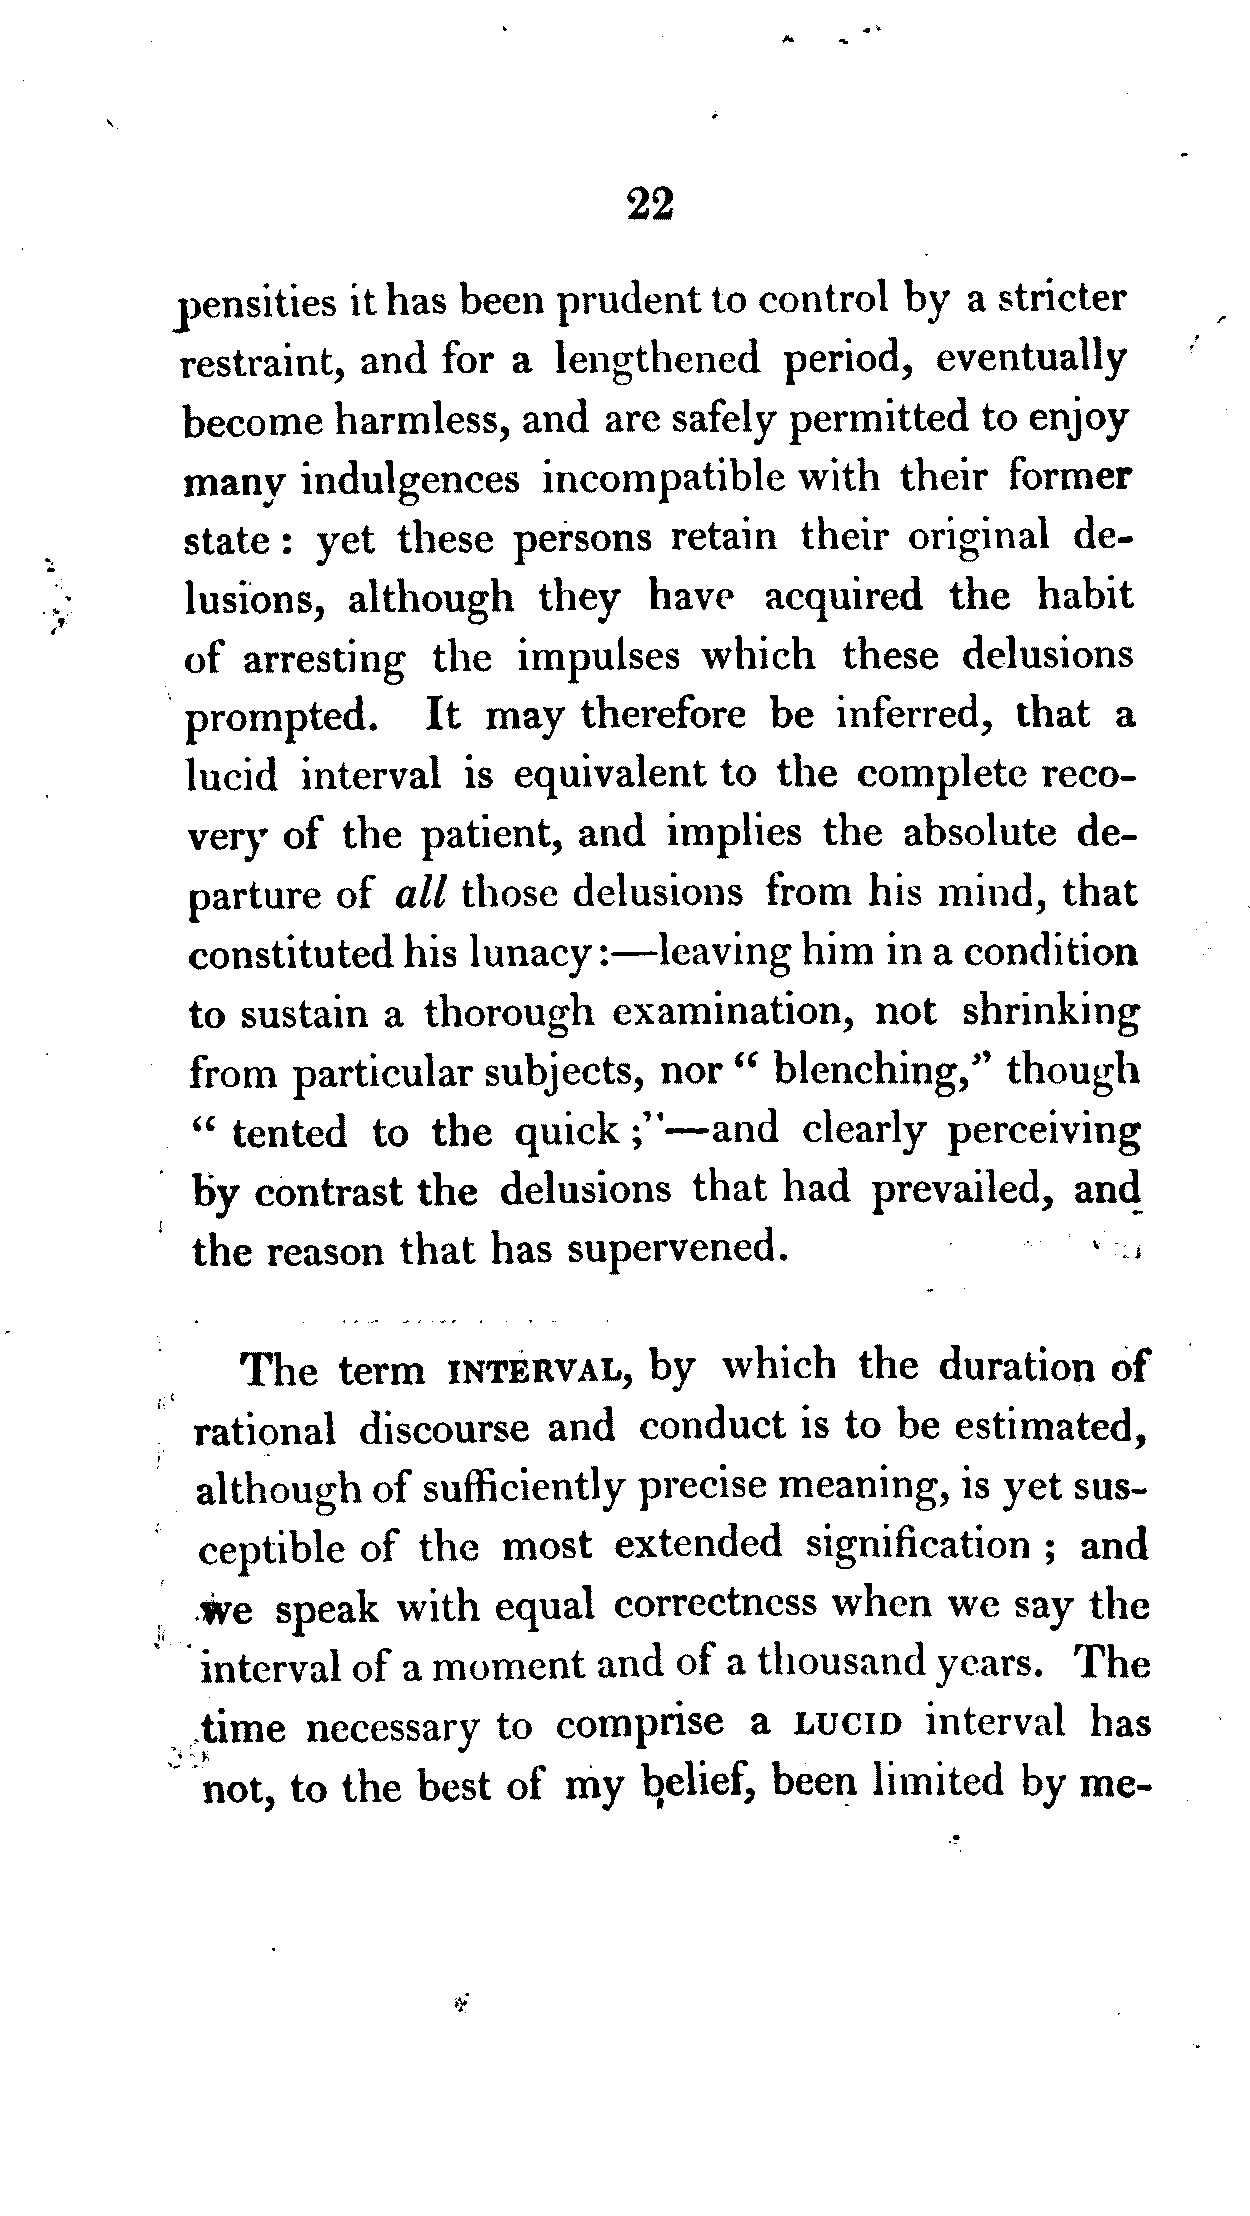 22
pensities it has been prudent to control by a stricter
restraint, and for a lengthened period, eventually
become harmless, and are safely permitted to enjoy
many indulgences incompatible with their former
state : yet these persons retain their original de-
lusions, although they have acquired the habit
of arresting the impulses which these delusions
prompted. It may therefore be inferred, that a
lucid interval is equivalent to the complete reco-
very of the patient, and implies the absolute de-
parture of all those delusions from his mind, that
constituted his lunacy :—leaving him in a condition
to sustain a thorough examination, not shrinking
from particular subjects, nor “ blenching,” though
“ tented to the quick ;”—and clearly perceiving
by contrast the delusions that had prevailed, and
the reason that has supervened.
The term INTERVAL, by which the duration of
rational discourse and conduct is to be estimated,
although of sufficiently precise meaning, is yet sus-
ceptible of the most extended signification ; and
we speak with equal correctness when we say the
interval of a moment and of a thousand years. The
time necessary to comprise a LUCID interval has
not, to the best of my belief, been limited by me-